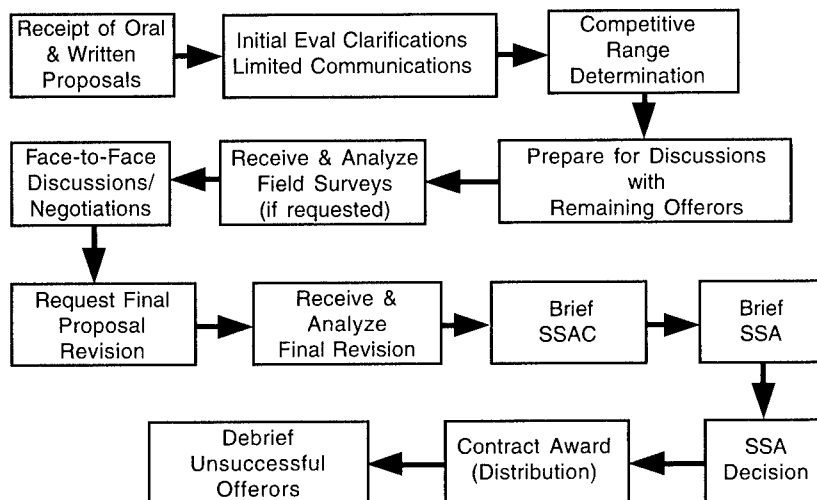 Receipt of Oral
& Written
Proposals
Initial Eval Clarifications
Limited Communications
Competitive
Range
Determination
Prepare for Discussions
with
Remaining Offerors
Receive & Analyze
Field Surveys
(if requested)
Face-to-Face
Discussions/
Negotiations
Request Final
Proposal
Revision
Receive &
Analyze
Final Revision
Brief
SSAC
Brief
SSA
SSA
Decision
Contract Award
(Distribution)
Debrief
Unsuccessful
Offerors